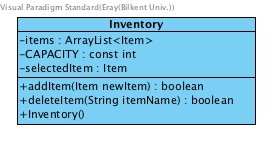 Visual Paradigm Standard(Eray(Bilkent Univ.))
Inventory
-items : ArrayList<Item>
-CAPACITY : const int
-selectedItem : Item
+addItem(Item newItem) : boolean
+deleteItem(String itemName) : boolean
+Inventory()